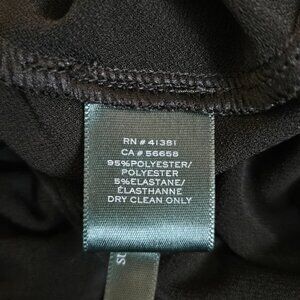 RN # 41381
CA # 56658
95% POLYESTER/
POLYESTER
5% ELASTANE/
ÉLASTHANNE
DRY CLEAN ONLY